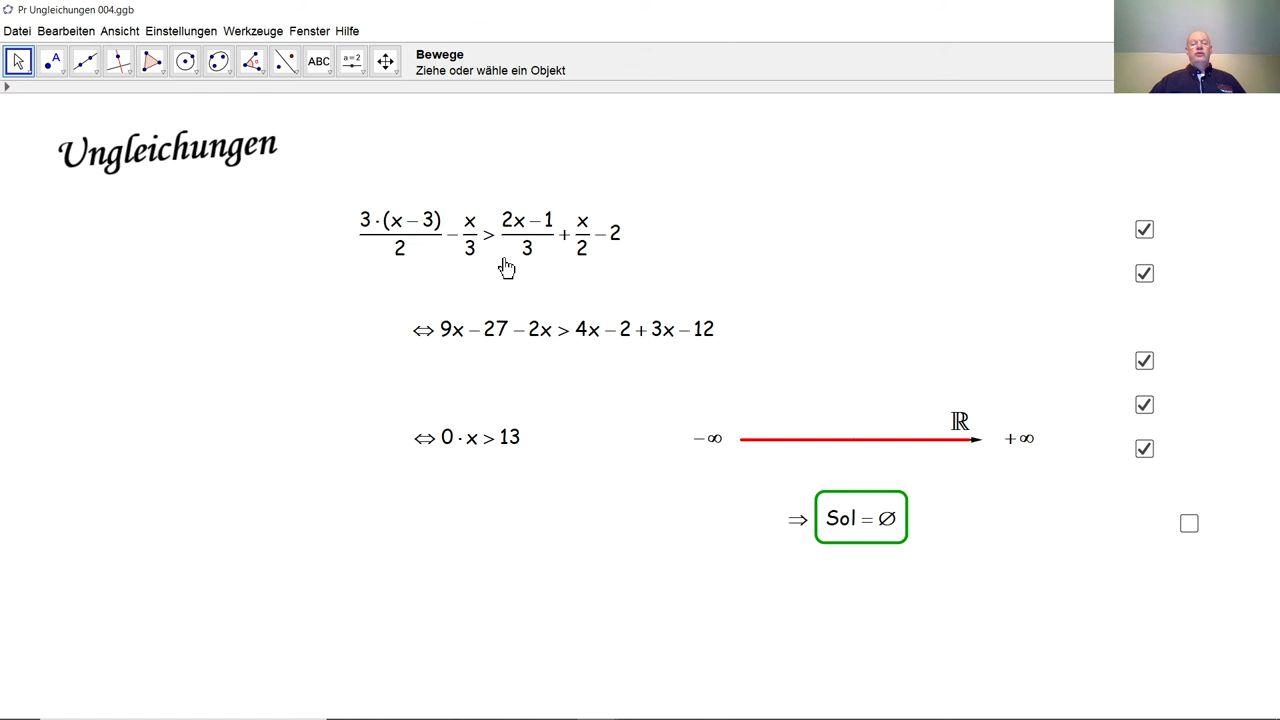 Pr Ungleichungen 004.ggb
Datei Bearbeiten Ansicht Einstellungen Werkzeuge Fenster Hilfe
ABC
a=2
Bewege
Ziehe oder wähle ein Objekt
Ungleichungen
3·(x−3)/2 − x/3 > (2x−1)/3 + x/2 − 2
⇔ 9x − 27 − 2x > 4x − 2 + 3x − 12
⇔ 0·x > 13
−∞ ℝ +∞
⇒ Sol = ∅